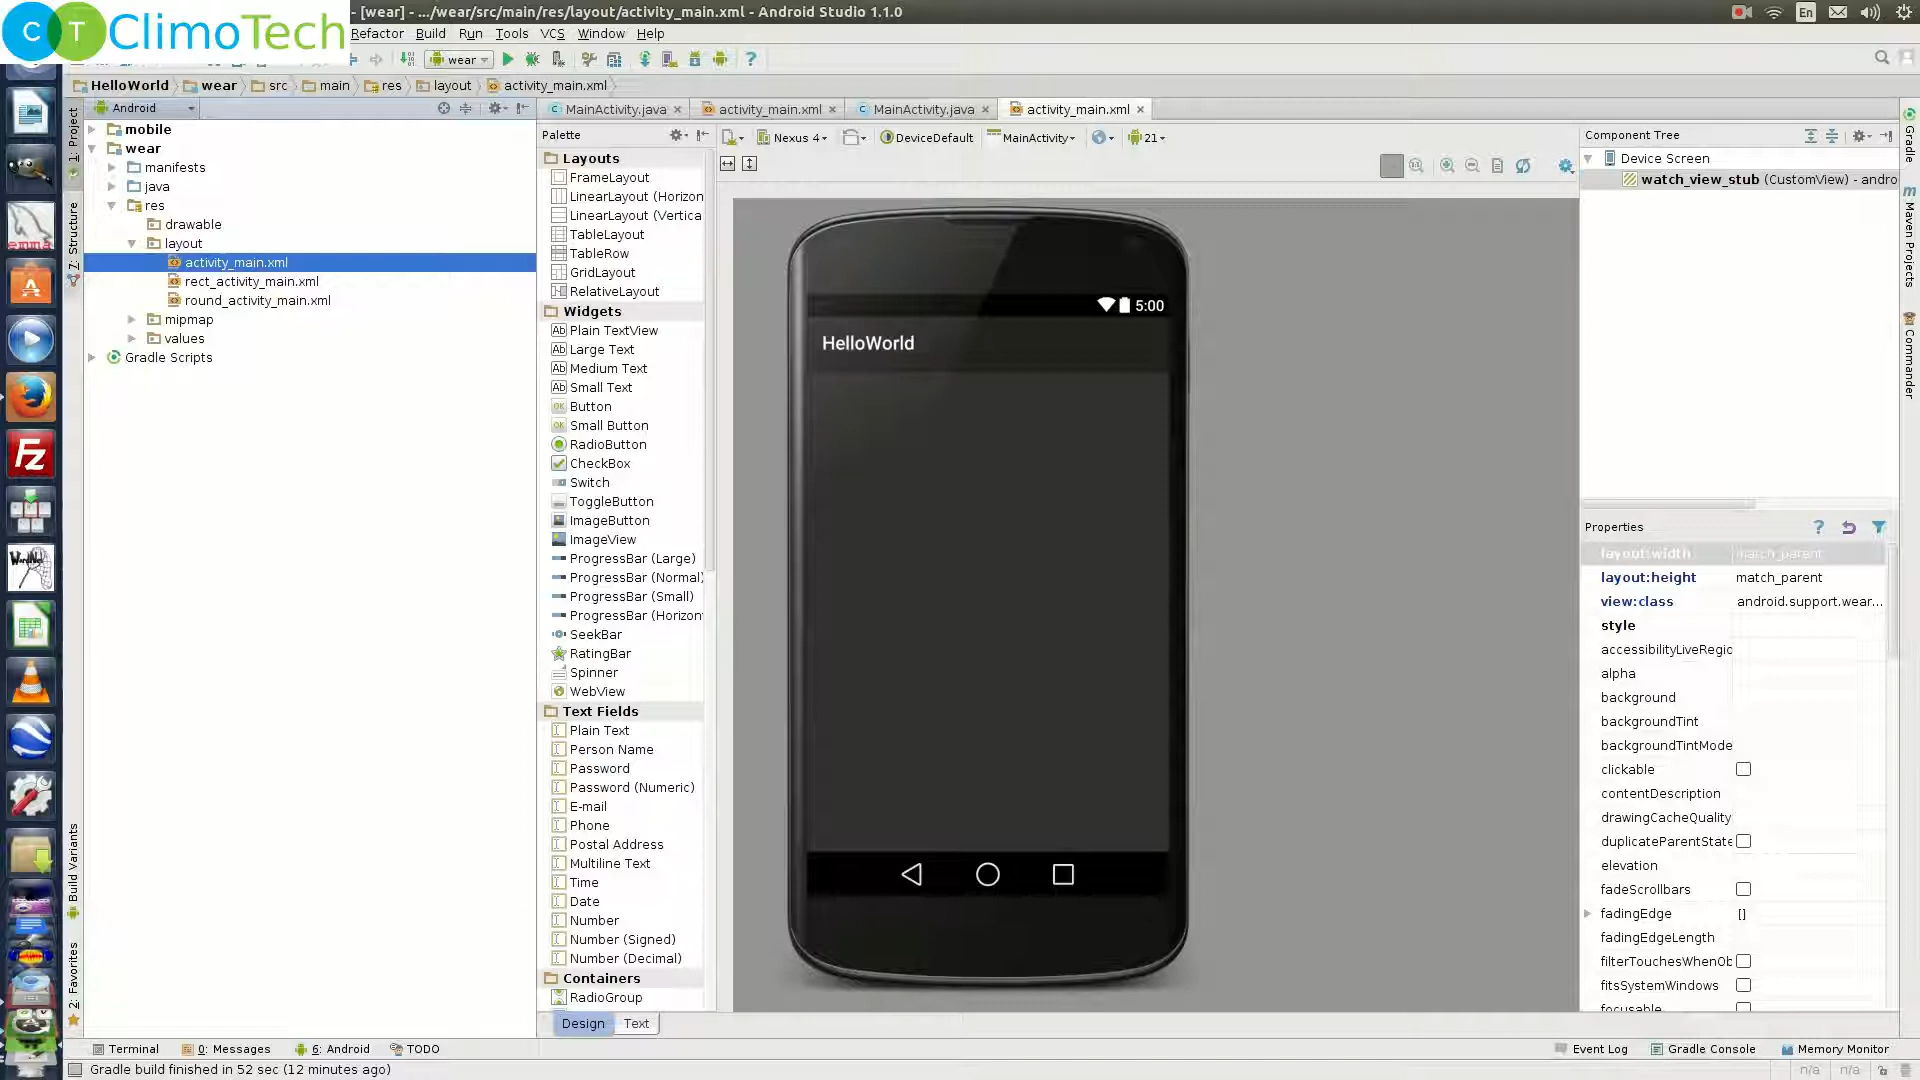 CT ClimoTech
- [wear] - .../wear/src/main/res/layout/activity_main.xml - Android Studio 1.1.0
En
Refactor Build Run Tools VCS Window Help
wear
HelloWorld wear src main res layout activity_main.xml
Android
MainActivity.java
activity_main.xml
MainActivity.java
activity_main.xml
1: Project
Z: Structure
Build Variants
2: Favorites
mobile
wear
manifests
java
res
drawable
layout
activity_main.xml
rect_activity_main.xml
round_activity_main.xml
mipmap
values
Gradle Scripts
Palette
Layouts
FrameLayout
LinearLayout (Horizon
LinearLayout (Vertica
TableLayout
TableRow
GridLayout
RelativeLayout
Widgets
Plain TextView
Large Text
Medium Text
Small Text
Button
Small Button
RadioButton
CheckBox
Switch
ToggleButton
ImageButton
ImageView
ProgressBar (Large)
ProgressBar (Normal)
ProgressBar (Small)
ProgressBar (Horizon
SeekBar
RatingBar
Spinner
WebView
Text Fields
Plain Text
Person Name
Password
Password (Numeric)
E-mail
Phone
Postal Address
Multiline Text
Time
Date
Number
Number (Signed)
Number (Decimal)
Containers
RadioGroup
Design Text
Nexus 4 DeviceDefault MainActivity 21
5:00
HelloWorld
Component Tree
Device Screen
watch_view_stub (CustomView) - andro
Properties
layout:width match_parent
layout:height match_parent
view:class android.support.wear...
style
accessibilityLiveRegic
alpha
background
backgroundTint
backgroundTintMode
clickable
contentDescription
drawingCacheQuality
duplicateParentState
elevation
fadeScrollbars
fadingEdge []
fadingEdgeLength
filterTouchesWhenOb
fitsSystemWindows
focusable
Gradle
Maven Projects
Commander
Terminal 0: Messages 6: Android TODO
Event Log Gradle Console Memory Monitor
Gradle build finished in 52 sec (12 minutes ago)
n/a n/a